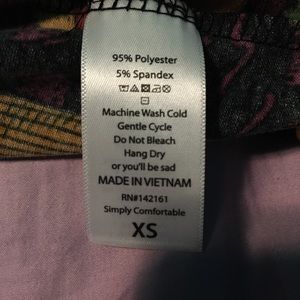 95% Polyester
5% Spandex
Machine Wash Cold
Gentle Cycle
Do Not Bleach
Hang Dry
or you'll be sad
MADE IN VIETNAM
RN#142161
Simply Comfortable
XS